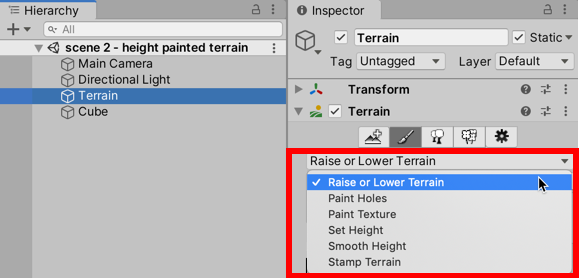 Hierarchy
All
scene 2 - height painted terrain
Main Camera
Directional Light
Terrain
Cube
Inspector
Terrain
Static
Tag Untagged Layer Default
Transform
Terrain
Raise or Lower Terrain
Raise or Lower Terrain
Paint Holes
Paint Texture
Set Height
Smooth Height
Stamp Terrain